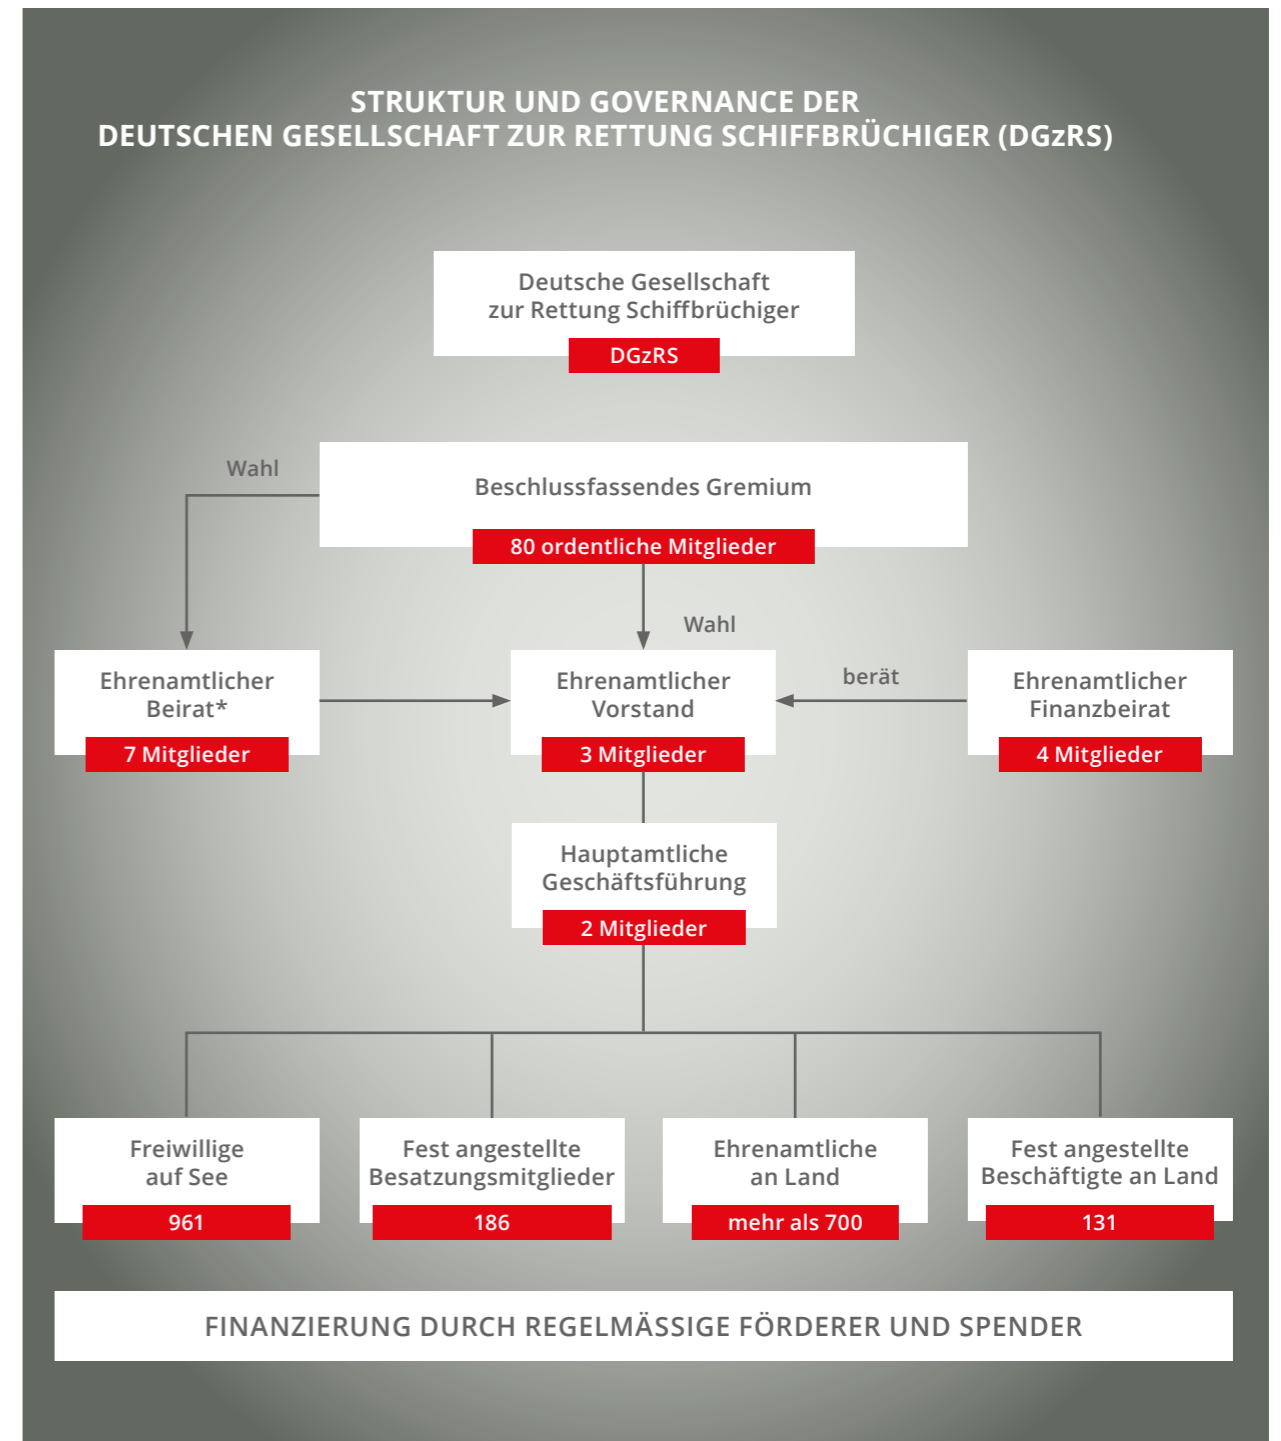 STRUKTUR UND GOVERNANCE DER
DEUTSCHEN GESELLSCHAFT ZUR RETTUNG SCHIFFBRÜCHIGER (DGzRS)
Deutsche Gesellschaft
zur Rettung Schiffbrüchiger
DGzRS
Wahl
Beschlussfassendes Gremium
80 ordentliche Mitglieder
Wahl
Ehrenamtlicher
Beirat*
7 Mitglieder
Ehrenamtlicher
Vorstand
3 Mitglieder
berät
Ehrenamtlicher
Finanzbeirat
4 Mitglieder
Hauptamtliche
Geschäftsführung
2 Mitglieder
Freiwillige
auf See
961
Fest angestellte
Besatzungsmitglieder
186
Ehrenamtliche
an Land
mehr als 700
Fest angestellte
Beschäftigte an Land
131
FINANZIERUNG DURCH REGELMÄSSIGE FÖRDERER UND SPENDER